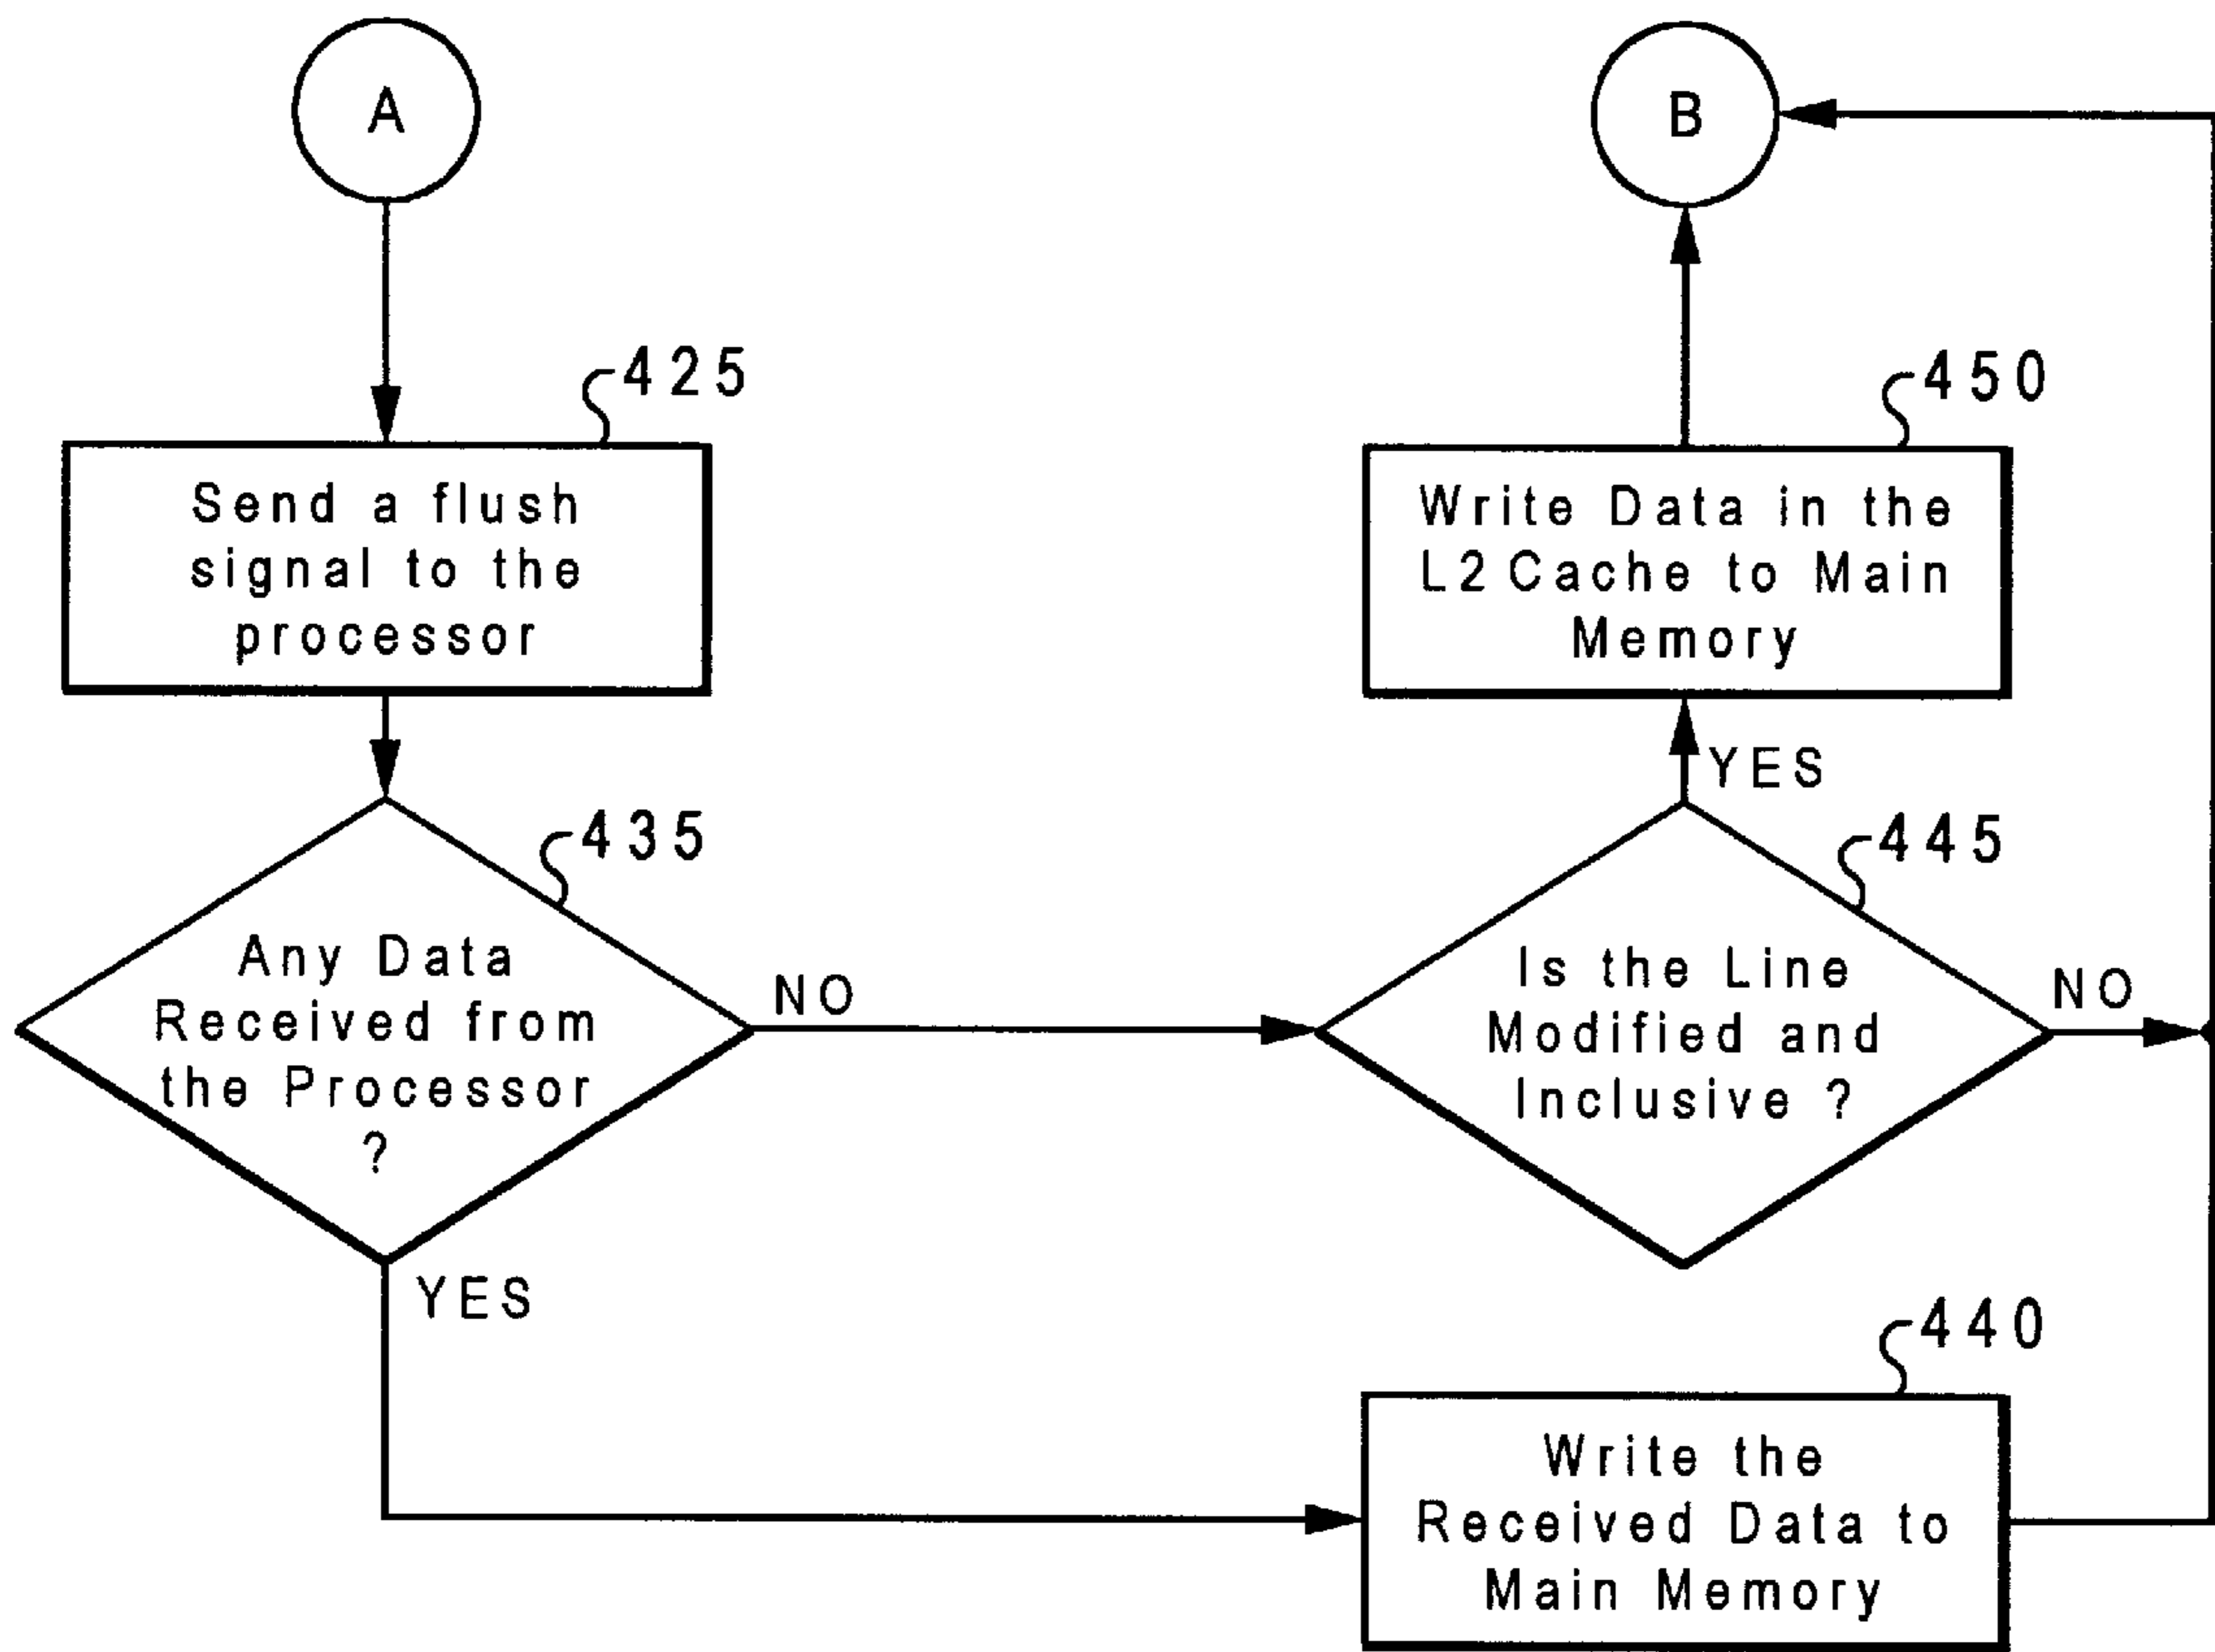 A
B
425
Send a flush
signal to the
processor
450
Write Data in the
L2 Cache to Main
Memory
YES
435
Any Data
Received from
the Processor
?
NO
445
Is the Line
Modified and
Inclusive ?
NO
YES
440
Write the
Received Data to
Main Memory